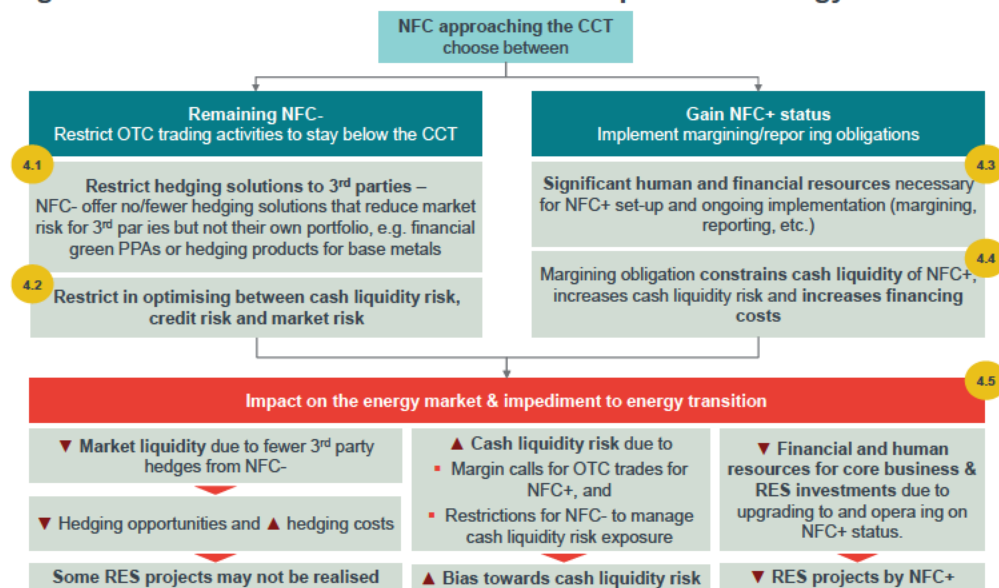 NFC approaching the CCT
choose between
Remaining NFC-
Restrict OTC trading activities to stay below the CCT
Gain NFC+ status
Implement margining/repor ing obligations
4.1
Restrict hedging solutions to 3rd parties –
NFC- offer no/fewer hedging solutions that reduce market
risk for 3rd par ies but not their own portfolio, e.g. financial
green PPAs or hedging products for base metals
4.2
Restrict in optimising between cash liquidity risk,
credit risk and market risk
4.3
Significant human and financial resources necessary
for NFC+ set-up and ongoing implementation (margining,
reporting, etc.)
4.4
Margining obligation constrains cash liquidity of NFC+,
increases cash liquidity risk and increases financing
costs
4.5
Impact on the energy market & impediment to energy transition
▼ Market liquidity due to fewer 3rd party
hedges from NFC-
▼ Hedging opportunities and ▲ hedging costs
Some RES projects may not be realised
▲ Cash liquidity risk due to
▪ Margin calls for OTC trades for
NFC+, and
▪ Restrictions for NFC- to manage
cash liquidity risk exposure
▲ Bias towards cash liquidity risk
▼ Financial and human
resources for core business &
RES investments due to
upgrading to and opera ing on
NFC+ status.
▼ RES projects by NFC+